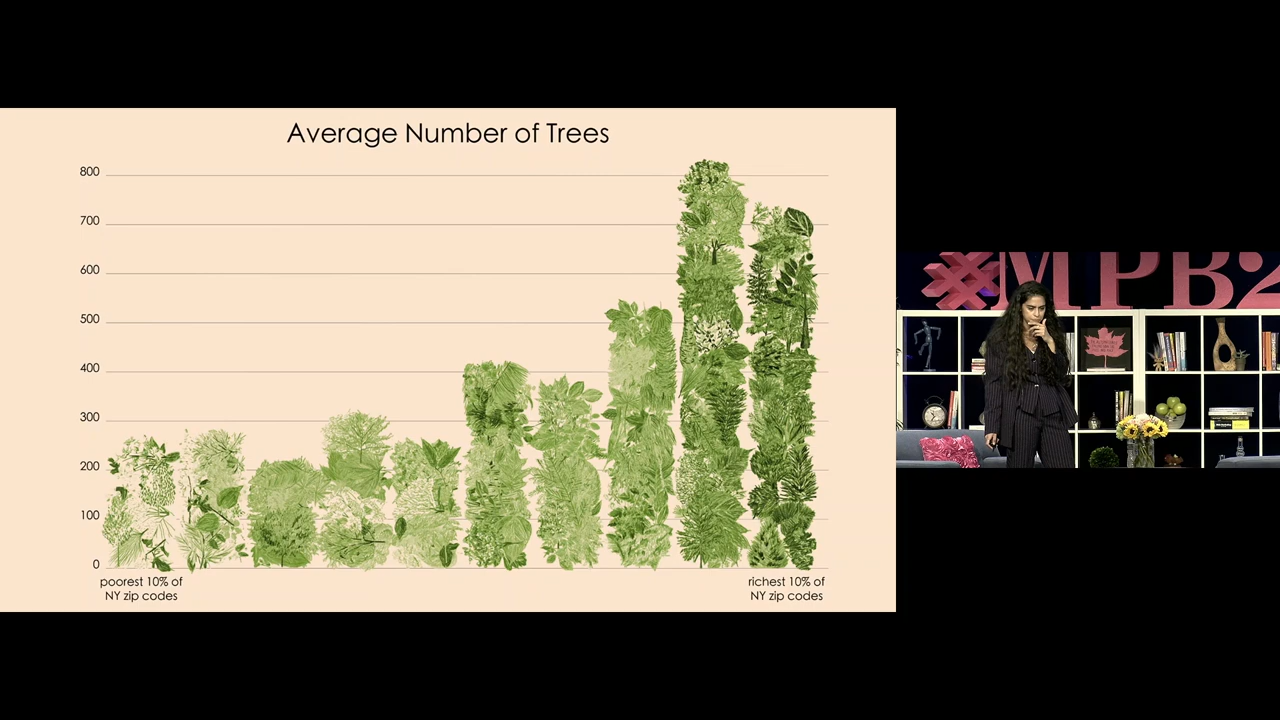 Average Number of Trees
800
700
600
500
400
300
200
100
0
poorest 10% of
NY zip codes
richest 10% of
NY zip codes
MPB2